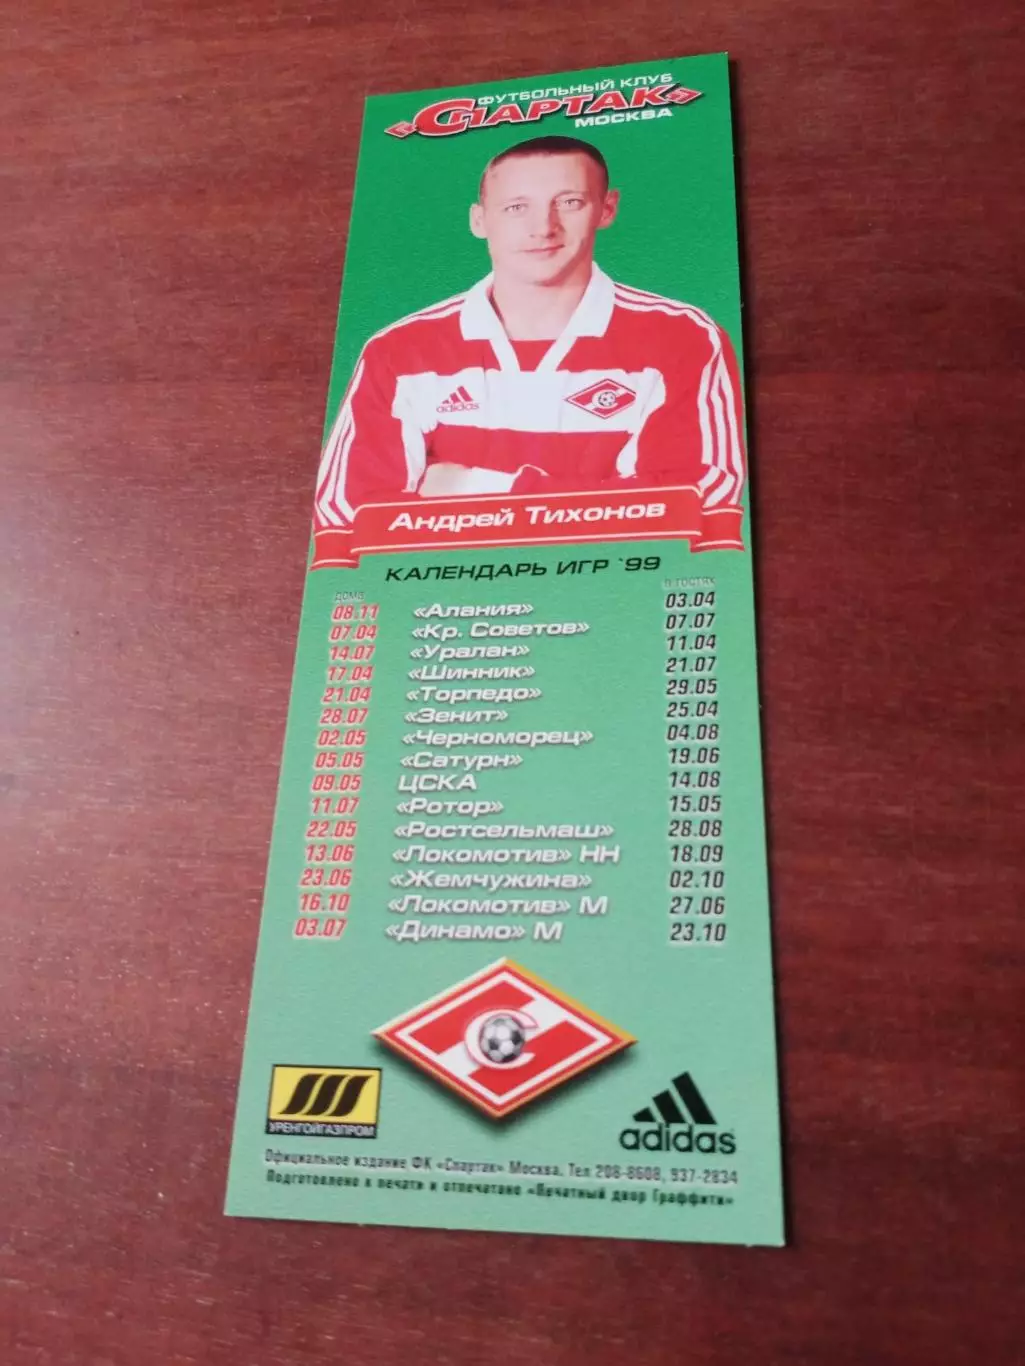 ФУТБОЛЬНЫЙ КЛУБ
«СПАРТАК»
МОСКВА
adidas
Андрей Тихонов
КАЛЕНДАРЬ ИГР `99
дома в гостях
08.11 «Алания» 03.04
07.04 «Кр. Советов» 07.07
14.07 «Уралан» 11.04
17.04 «Шинник» 21.07
21.04 «Торпедо» 29.05
28.07 «Зенит» 25.04
02.05 «Черноморец» 04.08
05.05 «Сатурн» 19.06
09.05 ЦСКА 14.08
11.07 «Ротор» 15.05
22.05 «Ростсельмаш» 28.08
13.06 «Локомотив» НН 18.09
23.06 «Жемчужина» 02.10
16.10 «Локомотив» М 27.06
03.07 «Динамо» М 23.10
С
УРЕНГОЙГАЗПРОМ
adidas
Официальное издание ФК «Спартак» Москва. Тел 208-8608, 937-2834
Подготовлено к печати и отпечатано «Печатный двор Граффити»